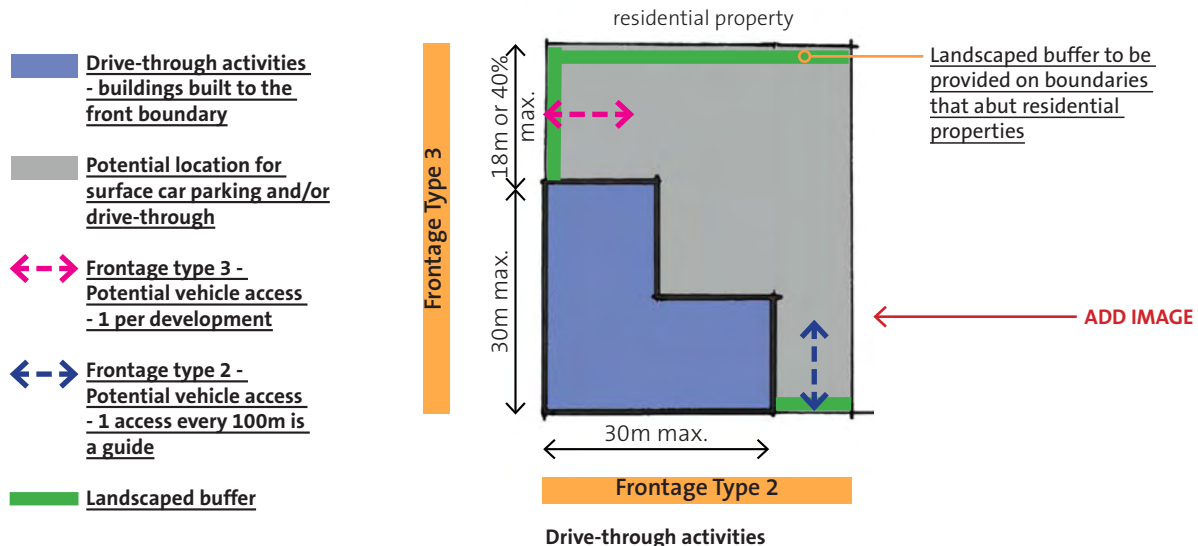 residential property
Drive-through activities
- buildings built to the
front boundary
Potential location for
surface car parking and/or
drive-through
Frontage type 3 -
Potential vehicle access
- 1 per development
Frontage type 2 -
Potential vehicle access
- 1 access every 100m is
a guide
Landscaped buffer
Frontage Type 3
18m or 40%
max.
30m max.
30m max.
Frontage Type 2
Drive-through activities
Landscaped buffer to be
provided on boundaries
that abut residential
properties
ADD IMAGE